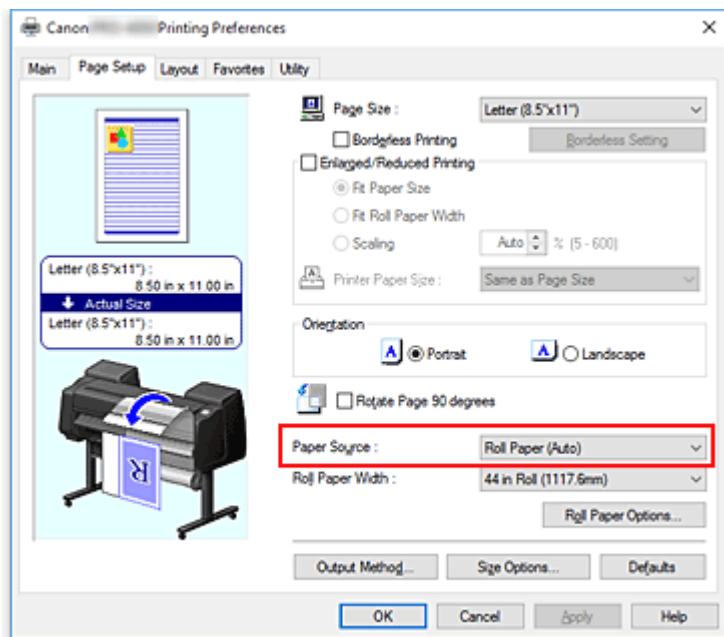 Canon Printing Preferences
Main Page Setup Layout Favorites Utility
Page Size : Letter (8.5"x11")
Borderless Printing Borderless Setting
Enlarged/Reduced Printing
Fit Paper Size
Fit Roll Paper Width
Scaling Auto % (5 - 600)
Printer Paper Size : Same as Page Size
Letter (8.5"x11") :
8.50 in x 11.00 in
Actual Size
Letter (8.5"x11") :
8.50 in x 11.00 in
Orientation
A Portrait A Landscape
Rotate Page 90 degrees
Paper Source : Roll Paper (Auto)
Roll Paper Width : 44 in Roll (1117.6mm)
R
Roll Paper Options...
Output Method... Size Options... Defaults
OK Cancel Apply Help